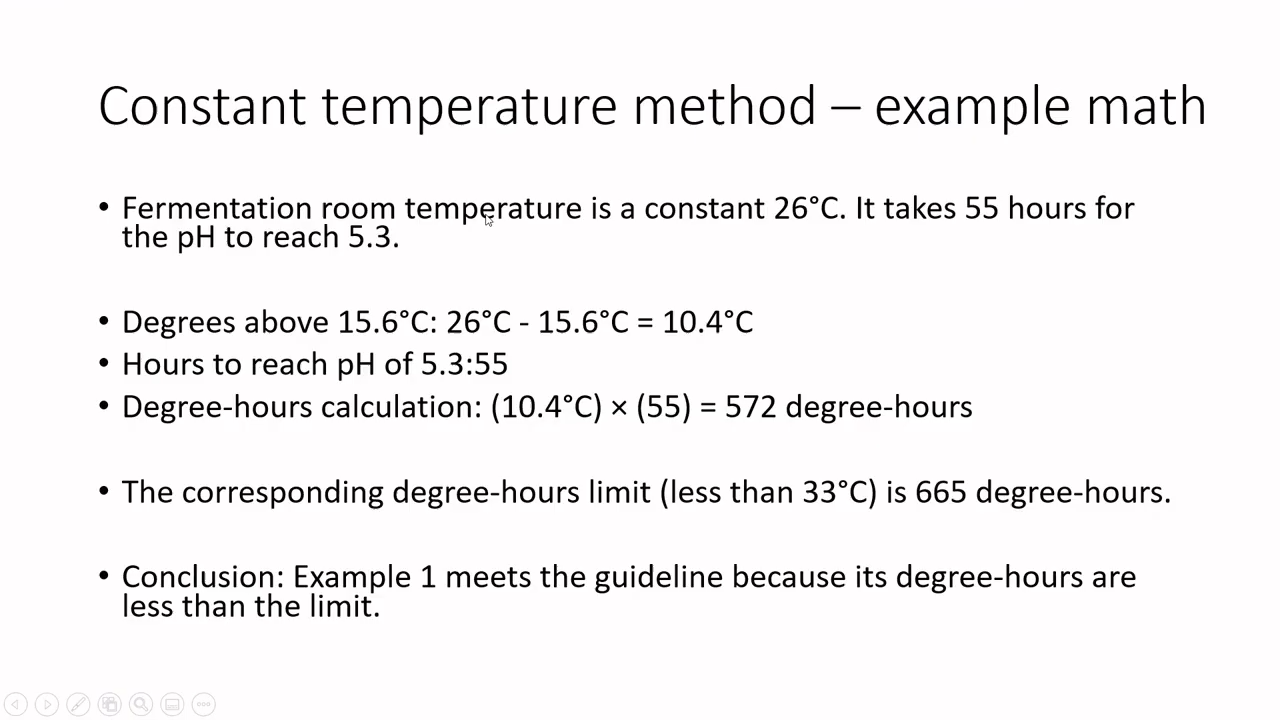 Constant temperature method – example math
• Fermentation room temperature is a constant 26°C. It takes 55 hours for
the pH to reach 5.3.
• Degrees above 15.6°C: 26°C - 15.6°C = 10.4°C
• Hours to reach pH of 5.3:55
• Degree-hours calculation: (10.4°C) × (55) = 572 degree-hours
• The corresponding degree-hours limit (less than 33°C) is 665 degree-hours.
• Conclusion: Example 1 meets the guideline because its degree-hours are
less than the limit.